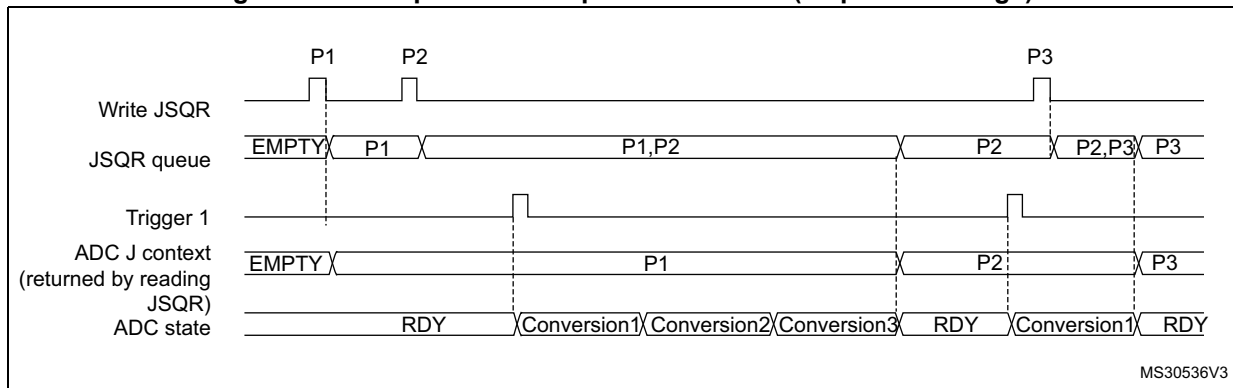 P1 P2 P3
Write JSQR
JSQR queue EMPTY P1 P1,P2 P2 P2,P3 P3
Trigger 1
ADC J context
(returned by reading
JSQR)
EMPTY P1 P2 P3
ADC state RDY Conversion1 Conversion2 Conversion3 RDY Conversion1 RDY
MS30536V3